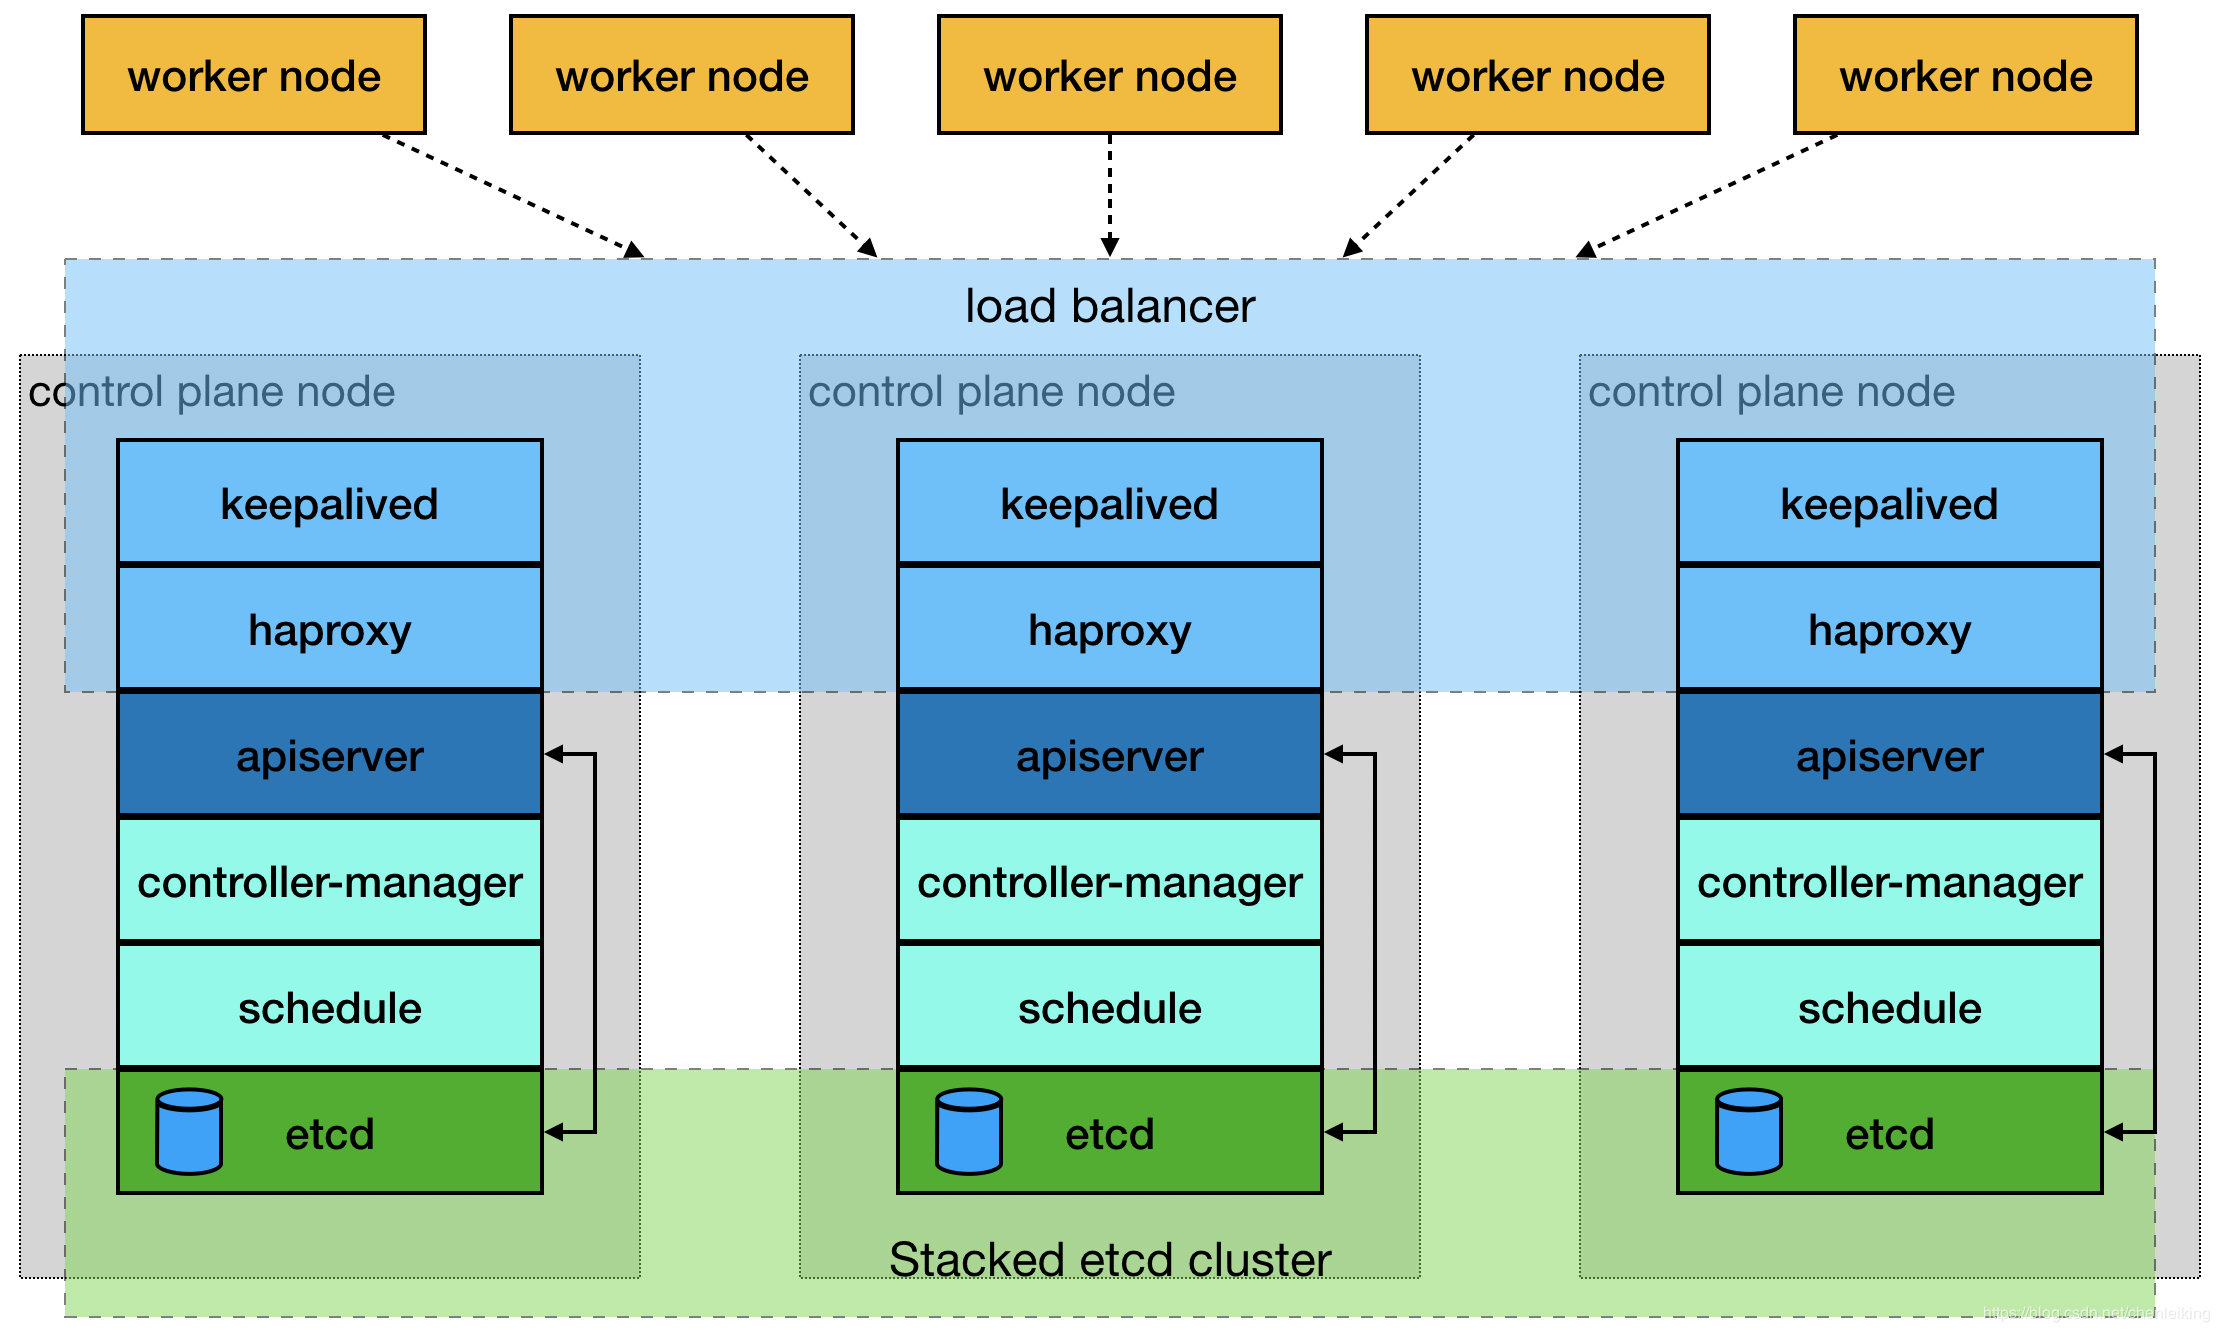 worker node
worker node
worker node
worker node
worker node
load balancer
control plane node
control plane node
control plane node
keepalived
keepalived
keepalived
haproxy
haproxy
haproxy
apiserver
apiserver
apiserver
controller-manager
controller-manager
controller-manager
schedule
schedule
schedule
etcd
etcd
etcd
Stacked etcd cluster
https://blog.csdn.net/chenleiking